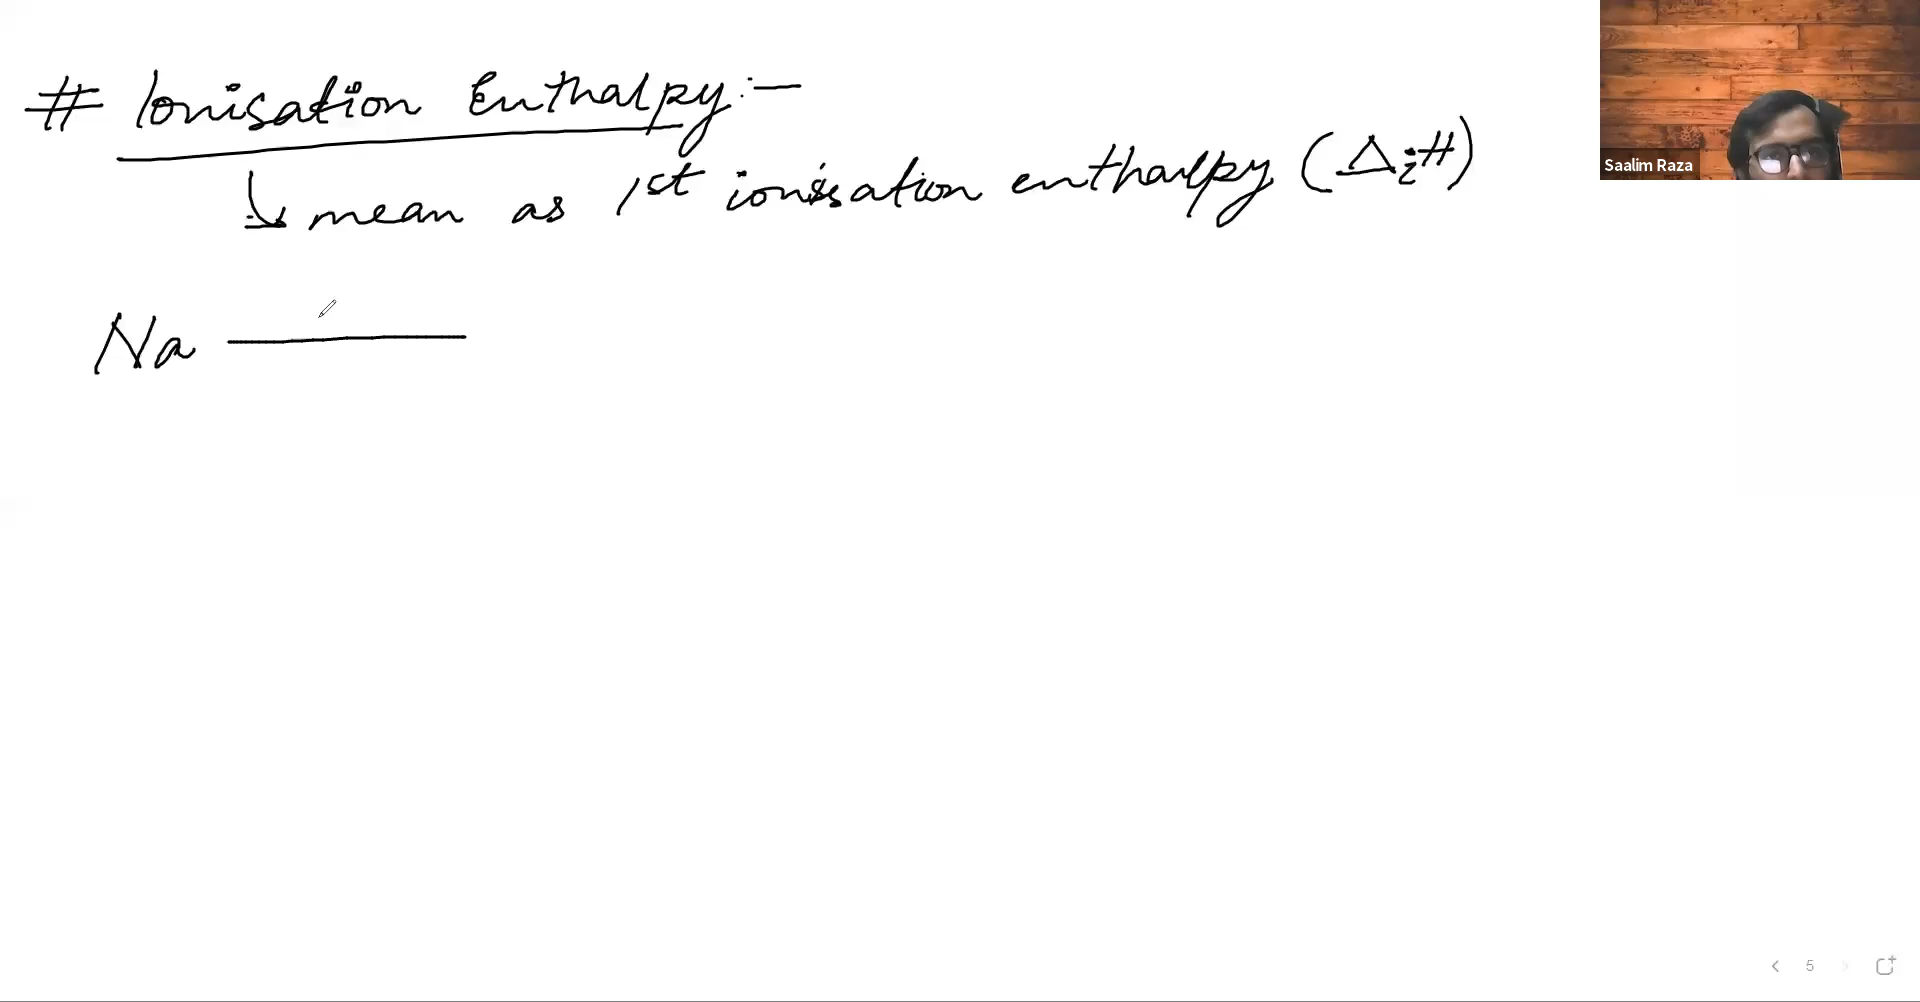 # Ionisation Enthalpy:-
↳ mean as 1st ionisation enthalpy (ΔiH)
Na
Saalim Raza
5